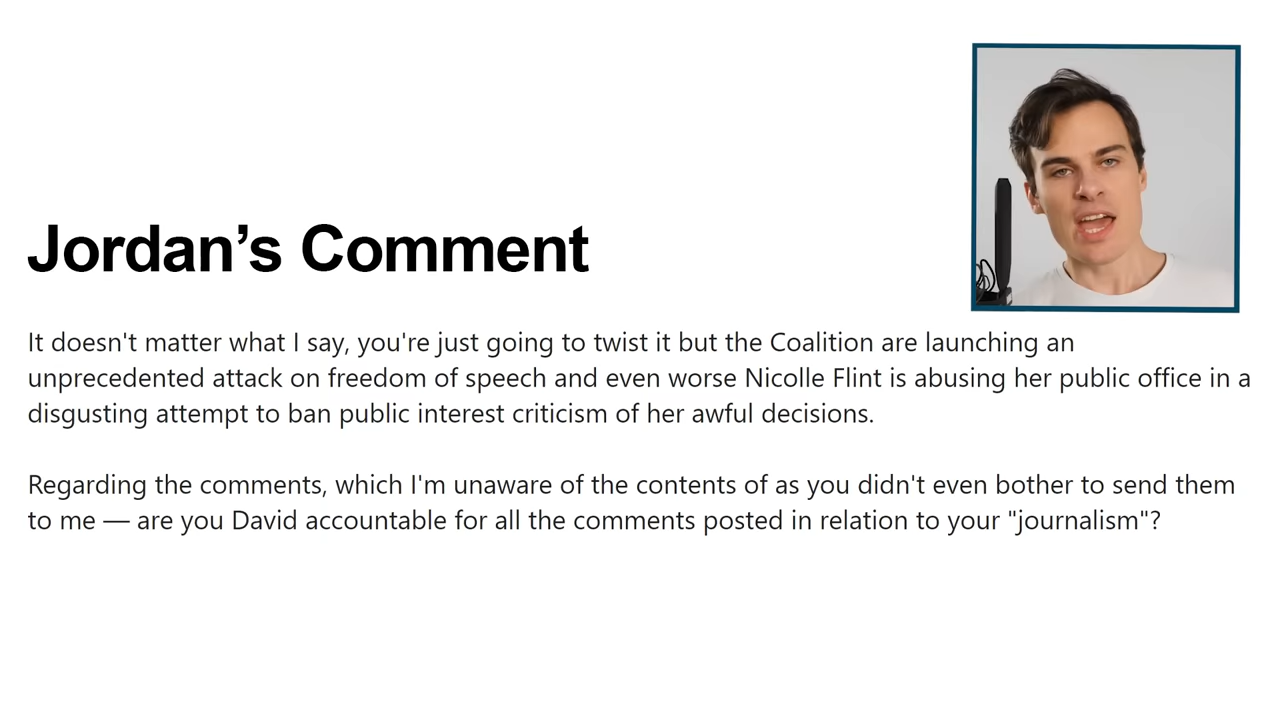 Jordan’s Comment
It doesn't matter what I say, you're just going to twist it but the Coalition are launching an
unprecedented attack on freedom of speech and even worse Nicolle Flint is abusing her public office in a
disgusting attempt to ban public interest criticism of her awful decisions.
Regarding the comments, which I'm unaware of the contents of as you didn't even bother to send them
to me — are you David accountable for all the comments posted in relation to your "journalism"?